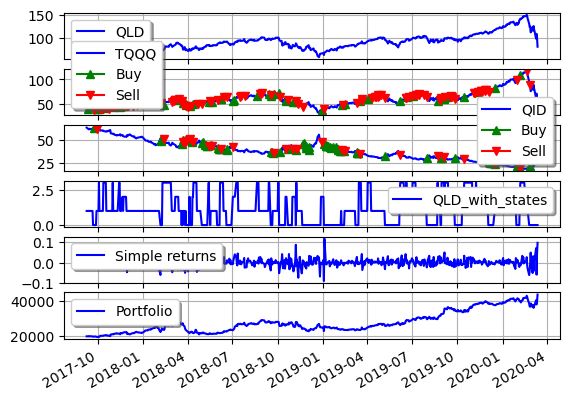 150
100
QLD
TQQQ
Buy
Sell
100
50
QID
Buy
Sell
50
25
2.5
0.0
QLD_with_states
0.1
0.0
−0.1
Simple returns
40000
20000
Portfolio
2017-10 2018-01 2018-04 2018-07 2018-10 2019-01 2019-04 2019-07 2019-10 2020-01 2020-04